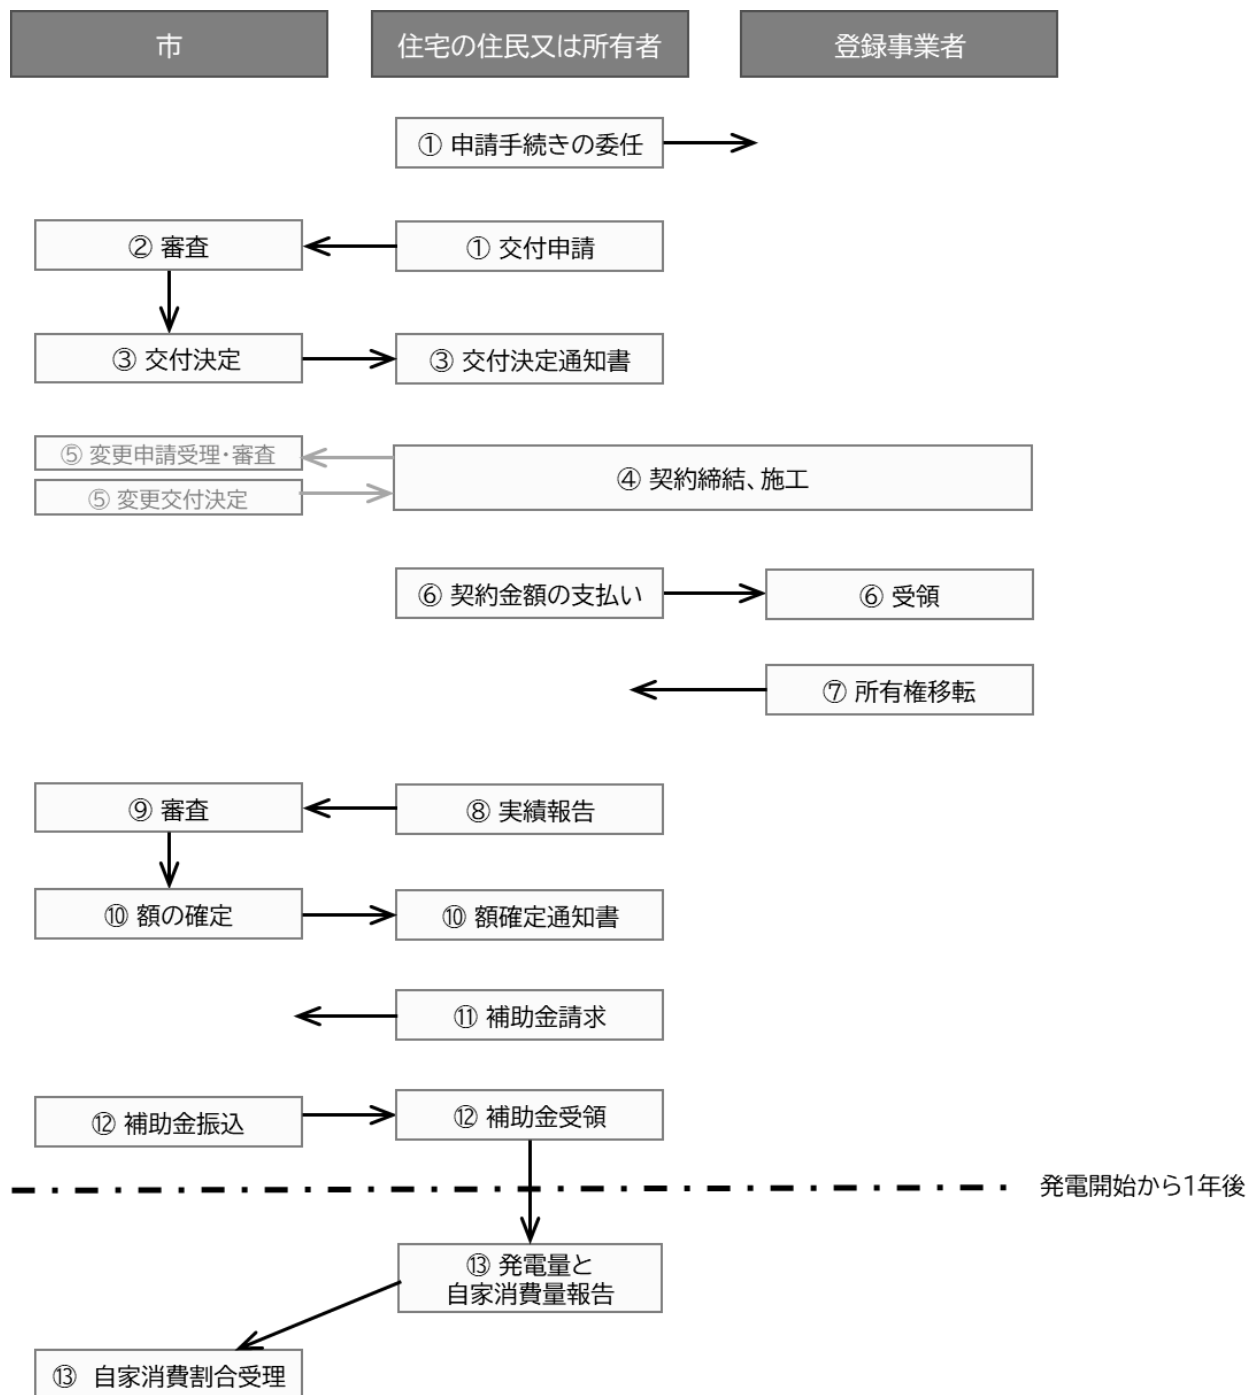 市
住宅の住民又は所有者
登録事業者
① 申請手続きの委任
② 審査
① 交付申請
③ 交付決定
③ 交付決定通知書
⑤ 変更申請受理・審査
④ 契約締結、施工
⑤ 変更交付決定
⑥ 契約金額の支払い
⑥ 受領
⑦ 所有権移転
⑨ 審査
⑧ 実績報告
⑩ 額の確定
⑩ 額確定通知書
⑪ 補助金請求
⑫ 補助金振込
⑫ 補助金受領
発電開始から1年後
⑬ 発電量と
自家消費量報告
⑬ 自家消費割合受理